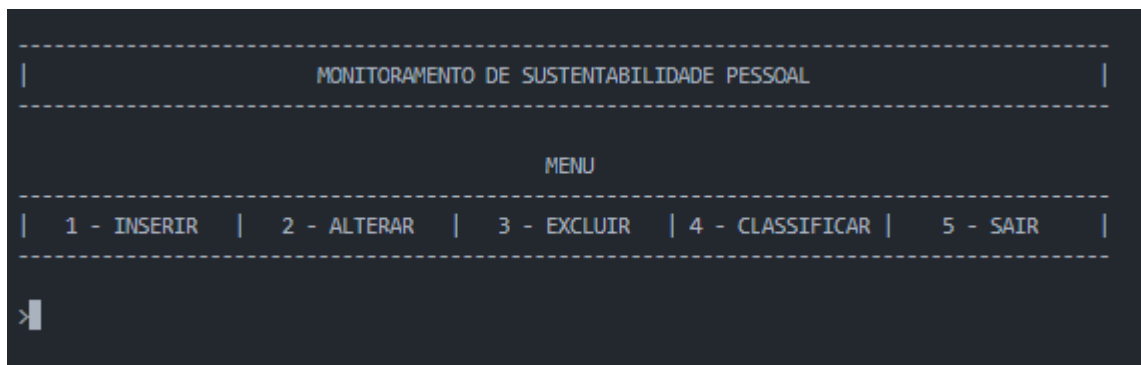 -------------------------------------------------------------------------------------------
|                        MONITORAMENTO DE SUSTENTABILIDADE PESSOAL                        |
-------------------------------------------------------------------------------------------
MENU
-------------------------------------------------------------------------------------------
|   1 - INSERIR   |   2 - ALTERAR   |   3 - EXCLUIR   | 4 - CLASSIFICAR |    5 - SAIR     |
-------------------------------------------------------------------------------------------
>